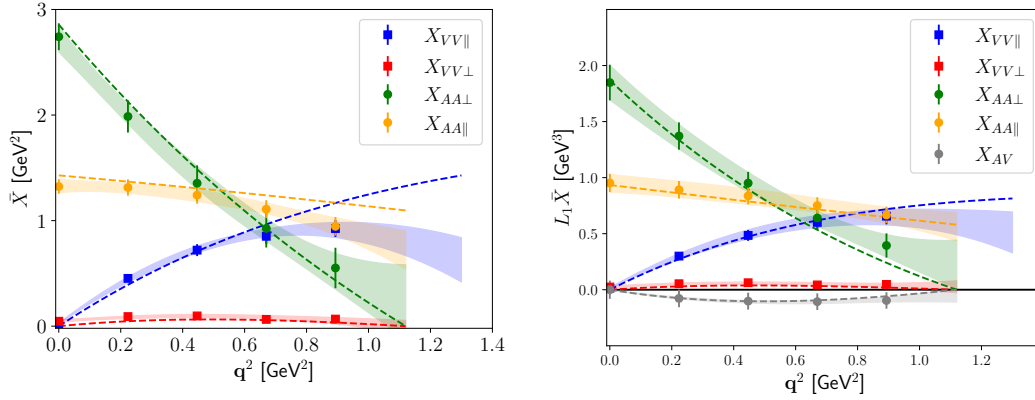 3
2
1
0
X̄ [GeV²]
0.0 0.2 0.4 0.6 0.8 1.0 1.2 1.4
q² [GeV²]
X_{VV∥}
X_{VV⊥}
X_{AA⊥}
X_{AA∥}
2.0
1.5
1.0
0.5
0.0
L₁X̄ [GeV³]
0.0 0.2 0.4 0.6 0.8 1.0 1.2
q² [GeV²]
X_{VV∥}
X_{VV⊥}
X_{AA⊥}
X_{AA∥}
X_{AV}